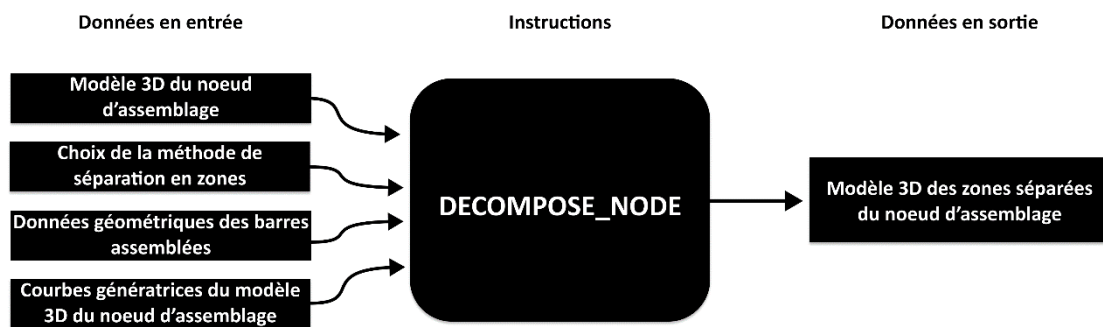 Données en entrée
Instructions
Données en sortie
Modèle 3D du noeud
d'assemblage
Choix de la méthode de
séparation en zones
Données géométriques des barres
assemblées
Courbes génératrices du modèle
3D du noeud d'assemblage
DECOMPOSE_NODE
Modèle 3D des zones séparées
du noeud d'assemblage